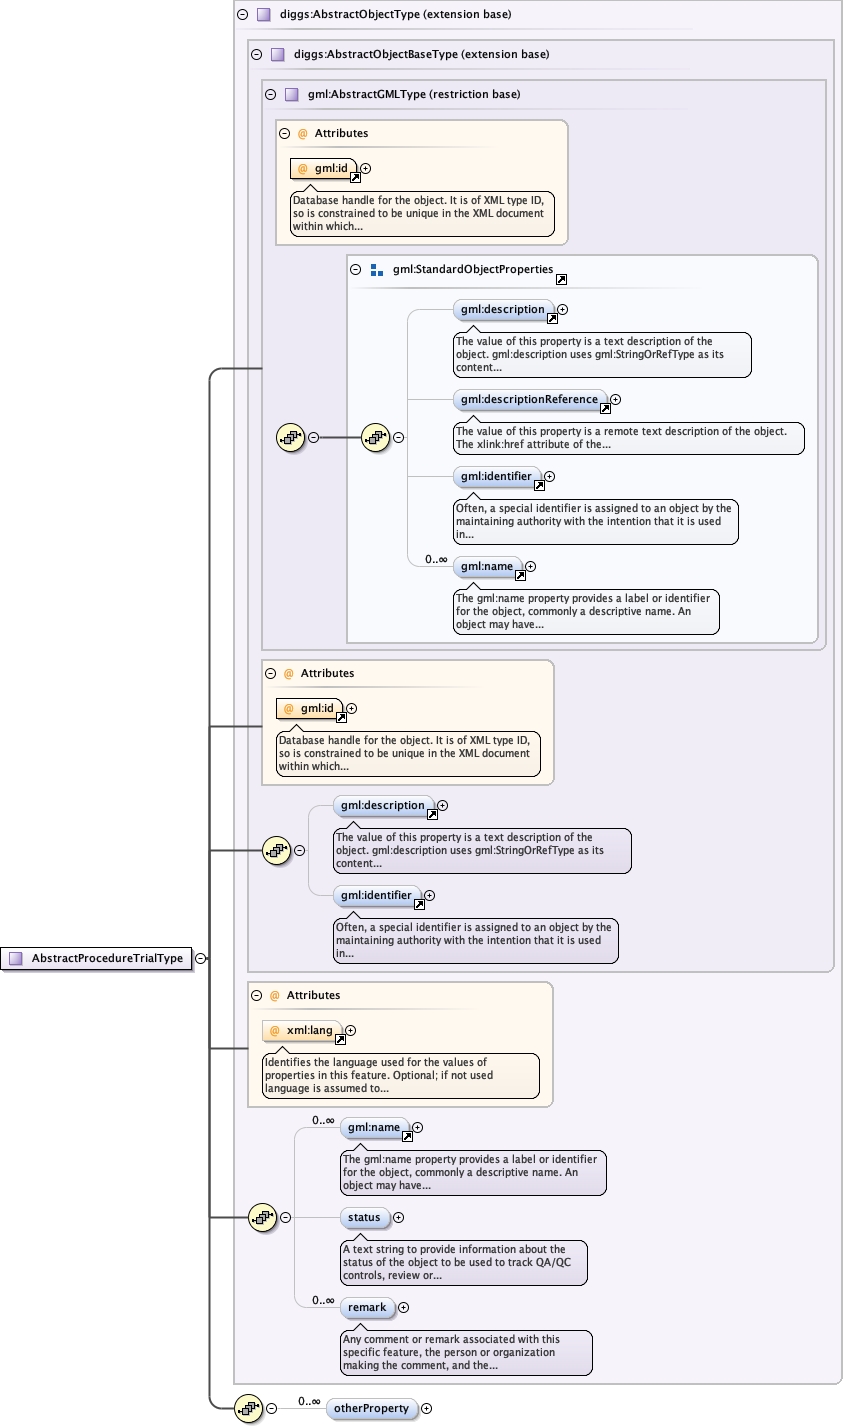 diggs:AbstractObjectType (extension base)
diggs:AbstractObjectBaseType (extension base)
gml:AbstractGMLType (restriction base)
@ Attributes
@ gml:id
Database handle for the object. It is of XML type ID,
so is constrained to be unique in the XML document
within which...
gml:StandardObjectProperties
gml:description
The value of this property is a text description of the
object. gml:description uses gml:StringOrRefType as its
content...
gml:descriptionReference
The value of this property is a remote text description of the object.
The xlink:href attribute of the...
gml:identifier
Often, a special identifier is assigned to an object by the
maintaining authority with the intention that it is used
in...
0..∞
gml:name
The gml:name property provides a label or identifier
for the object, commonly a descriptive name. An
object may have...
@ Attributes
@ gml:id
Database handle for the object. It is of XML type ID,
so is constrained to be unique in the XML document
within which...
gml:description
The value of this property is a text description of the
object. gml:description uses gml:StringOrRefType as its
content...
gml:identifier
Often, a special identifier is assigned to an object by the
maintaining authority with the intention that it is used
in...
AbstractProcedureTrialType
@ Attributes
@ xml:lang
Identifies the language used for the values of
properties in this feature. Optional; if not used
language is assumed to...
0..∞
gml:name
The gml:name property provides a label or identifier
for the object, commonly a descriptive name. An
object may have...
status
A text string to provide information about the
status of the object to be used to track QA/QC
controls, review or...
0..∞
remark
Any comment or remark associated with this
specific feature, the person or organization
making the comment, and the...
0..∞
otherProperty